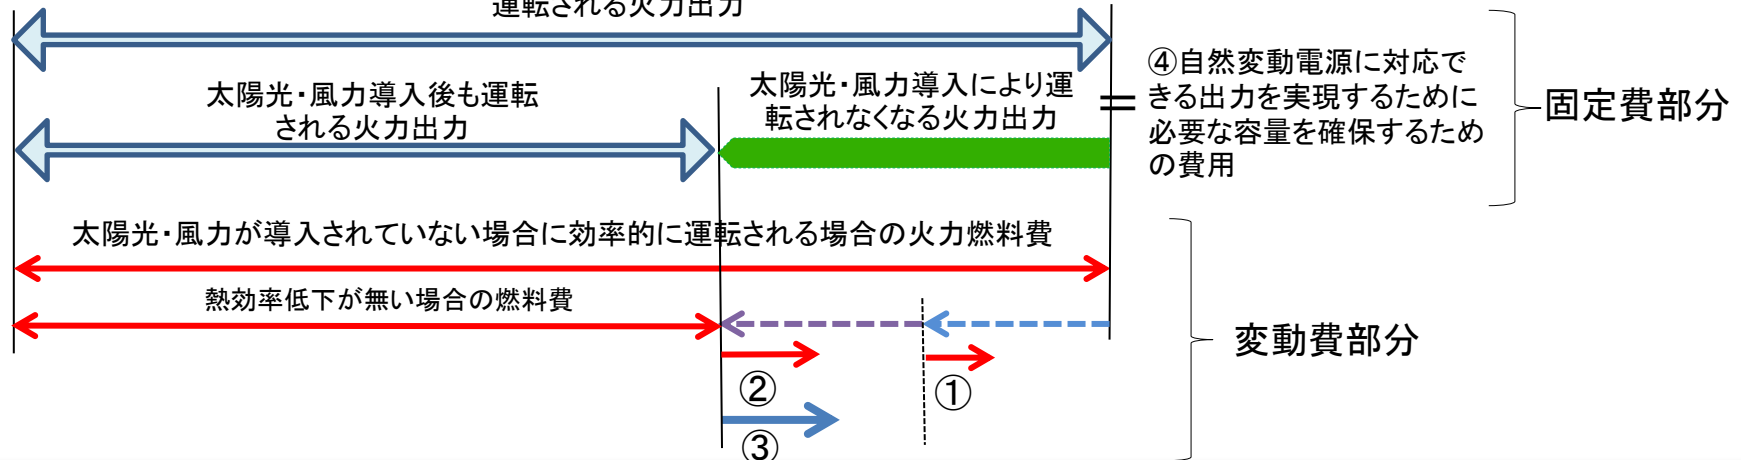 運転される火力出力
太陽光・風力導入後も運転
される火力出力
太陽光・風力導入により運
転されなくなる火力出力
＝
④自然変動電源に対応で
きる出力を実現するために
必要な容量を確保するため
の費用
固定費部分
太陽光・風力が導入されていない場合に効率的に運転される場合の火力燃料費
熱効率低下が無い場合の燃料費
変動費部分
②
①
③